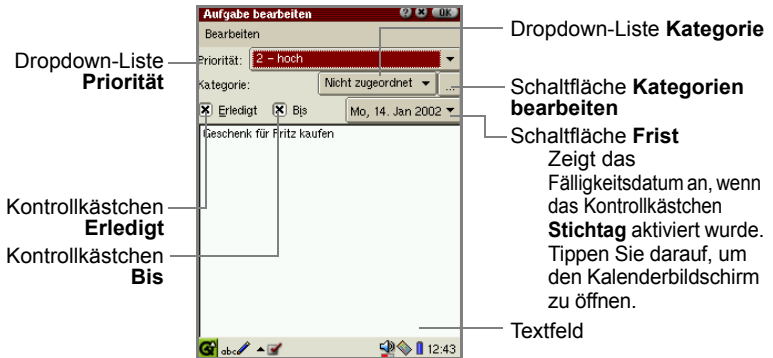 Aufgabe bearbeiten ? OK
Bearbeiten
Priorität: 2 - hoch
Kategorie: Nicht zugeordnet ...
Erledigt Bis Mo, 14. Jan 2002
Geschenk für Fritz kaufen
abc 12:43
Dropdown-Liste
Priorität
Kontrollkästchen
Erledigt
Kontrollkästchen
Bis
Dropdown-Liste Kategorie
Schaltfläche Kategorien
bearbeiten
Schaltfläche Frist
Zeigt das
Fälligkeitsdatum an, wenn
das Kontrollkästchen
Stichtag aktiviert wurde.
Tippen Sie darauf, um
den Kalenderbildschirm
zu öffnen.
Textfeld